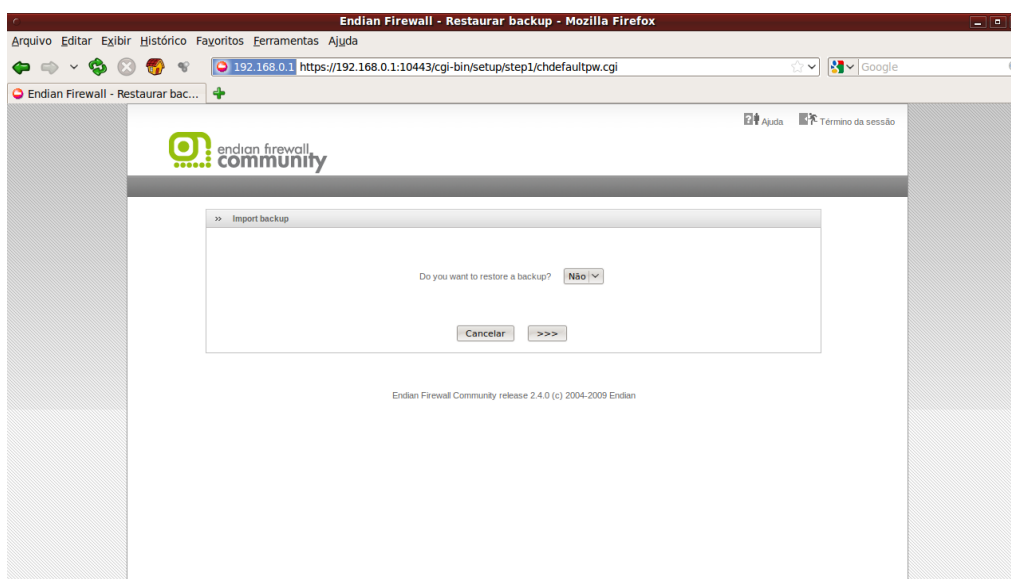 Endian Firewall - Restaurar backup - Mozilla Firefox
Arquivo Editar Exibir Histórico Favoritos Ferramentas Ajuda
192.168.0.1 https://192.168.0.1:10443/cgi-bin/setup/step1/chdefaultpw.cgi Google
Endian Firewall - Restaurar bac...
Ajuda Término da sessão
endian firewall
community
>> Import backup
Do you want to restore a backup? Não
Cancelar >>>
Endian Firewall Community release 2.4.0 (c) 2004-2009 Endian